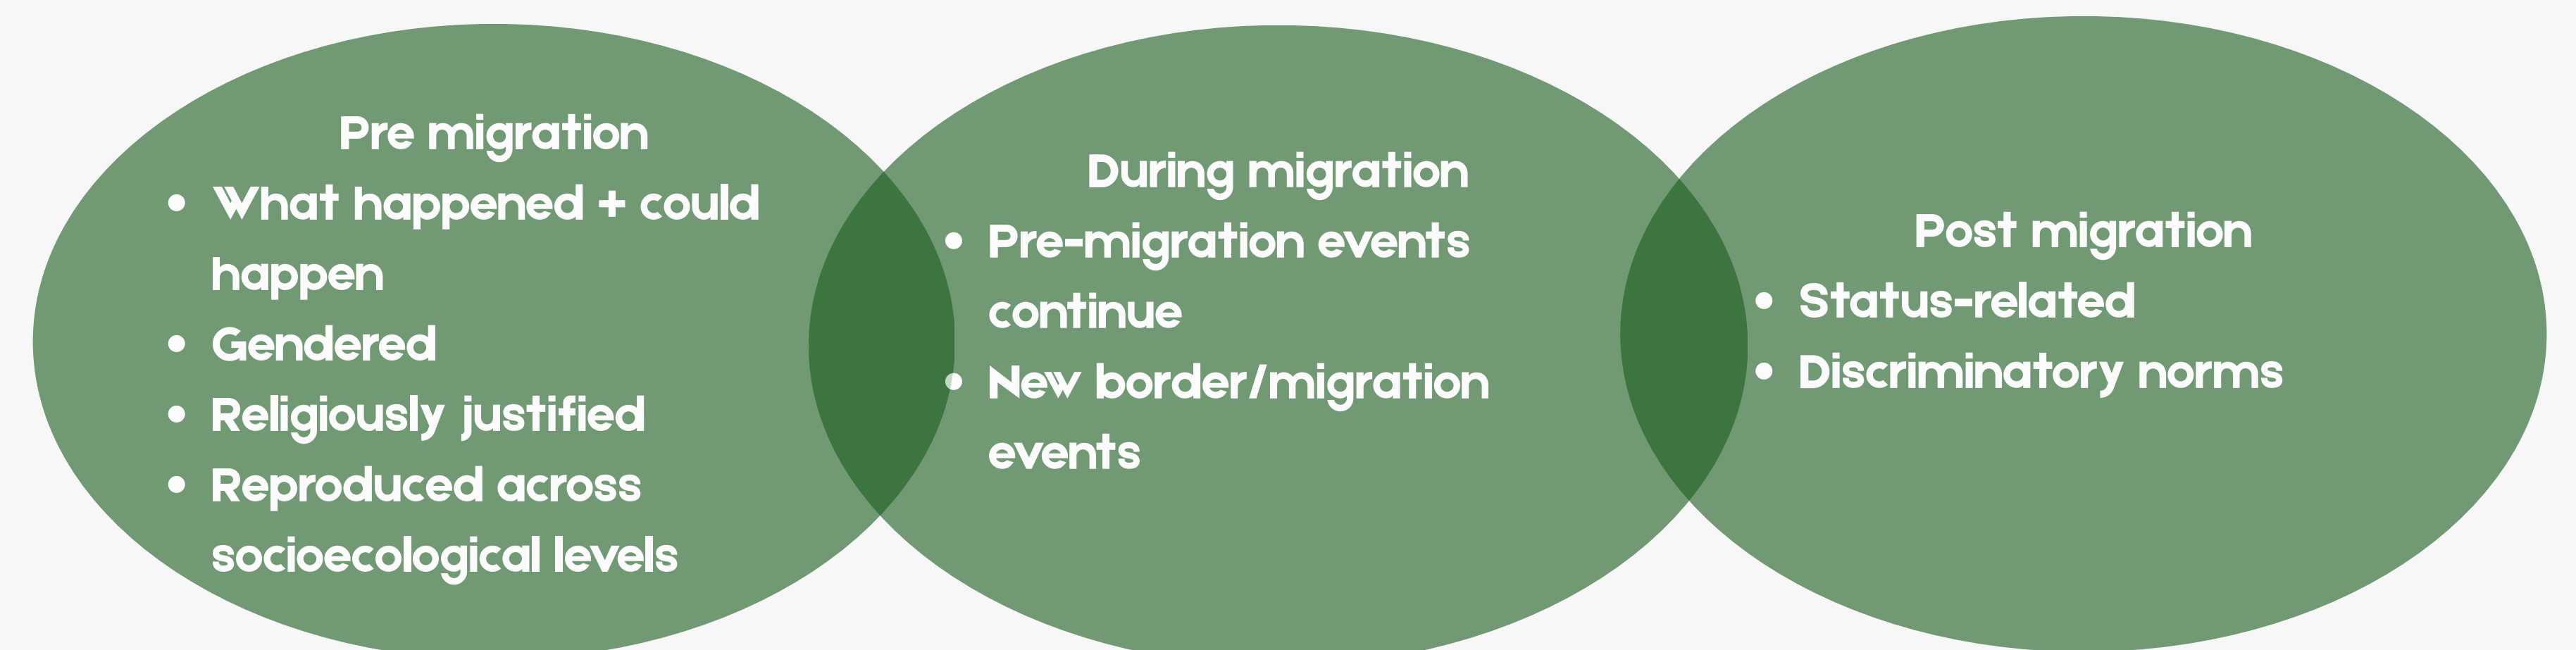 Pre migration
• What happened + could
happen
• Gendered
• Religiously justified
• Reproduced across
socioecological levels
During migration
• Pre-migration events
continue
• New border/migration
events
Post migration
• Status-related
• Discriminatory norms